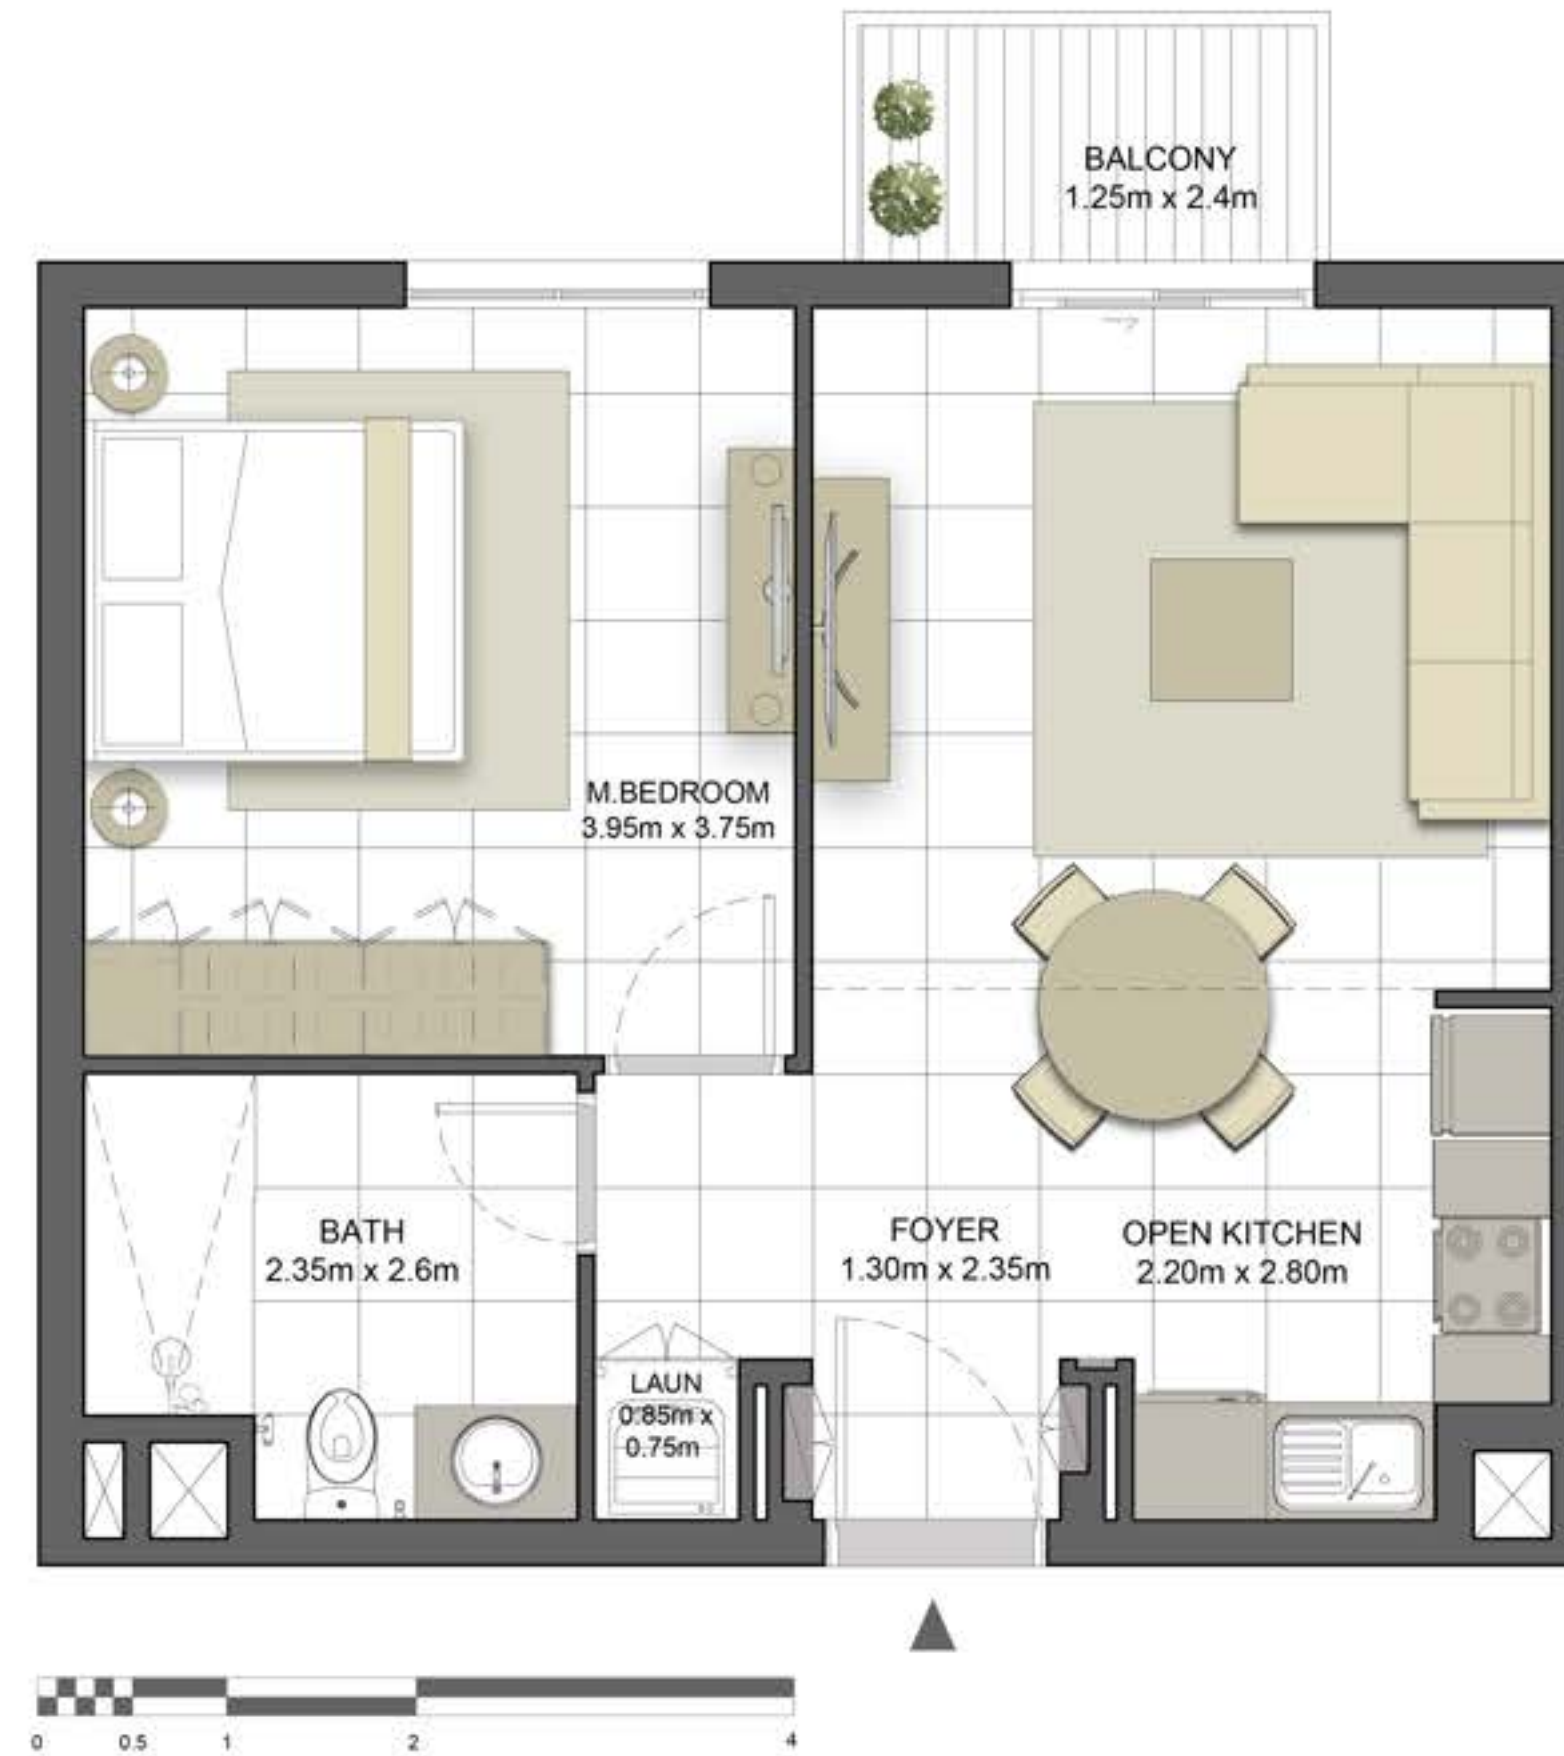 BALCONY
1.25m x 2.4m
M.BEDROOM
3.95m x 3.75m
BATH
2.35m x 2.6m
FOYER
1.30m x 2.35m
OPEN KITCHEN
2.20m x 2.80m
LAUN
0.85m x
0.75m
0 0.5 1 2 4